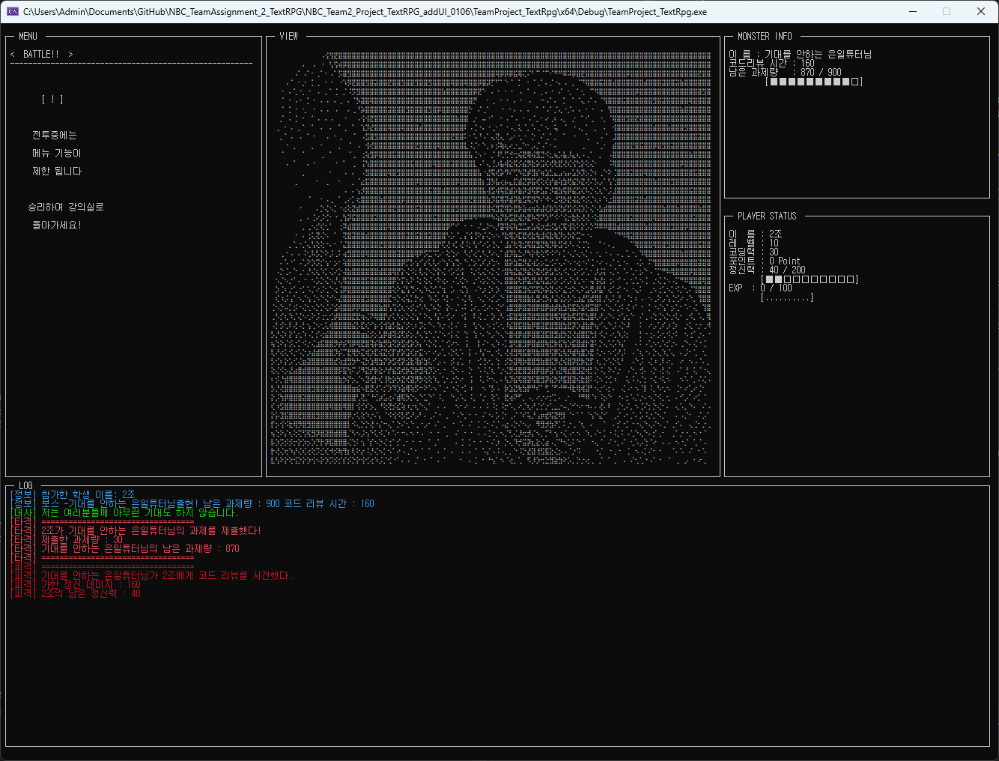 C:\Users\Admin\Documents\GitHub\NBC_TeamAssignment_2_TextRPG\NBC_Team2_Project_TextRPG_addUI_0106\TeamProject_TextRpg\x64\Debug\TeamProject_TextRpg.exe
MENU
< BATTLE!! >
[ ! ]
전투중에는
메뉴 기능이
제한 됩니다
승리하여 강의실로
돌아가세요!
VIEW
MONSTER INFO
이 름 : 기대를 안하는 은일튜터님
코드리뷰 시간 : 160
남은 과제량 : 870 / 900
[■■■■■■■■■□]
PLAYER STATUS
이 름 : 2조
레 벨 : 10
코딩력 : 30
포인트 : 0 Point
정신력 : 40 / 200
[■■□□□□□□□□]
EXP : 0 / 100
[..........]
LOG
[정보] 참가한 학생 이름: 2조
[정보] 보스 -기대를 안하는 은일튜터님출현! 남은 과제량 : 900 코드 리뷰 시간 : 160
[대사] 저는 여러분들께 아무런 기대도 하지 않습니다.
[타격] ==================================
[타격] 2조가 기대를 안하는 은일튜터님의 과제를 제출했다!
[타격] 제출한 과제량 : 30
[타격] 기대를 안하는 은일튜터님의 남은 과제량 : 870
[타격] ==================================
[피격] ==================================
[피격] 기대를 안하는 은일튜터님가 2조에게 코드 리뷰를 시전했다.
[피격] 가한 정신 데미지 : 160
[피격] 2조의 남은 정신력 : 40